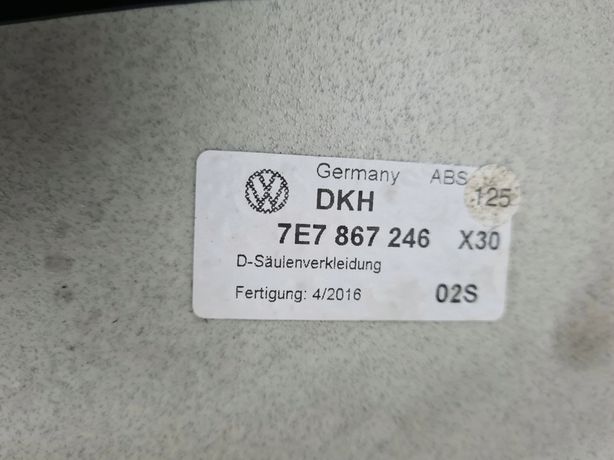 Germany ABS 125
DKH
7E7 867 246 X30
D-Säulenverkleidung
Fertigung: 4/2016 02S